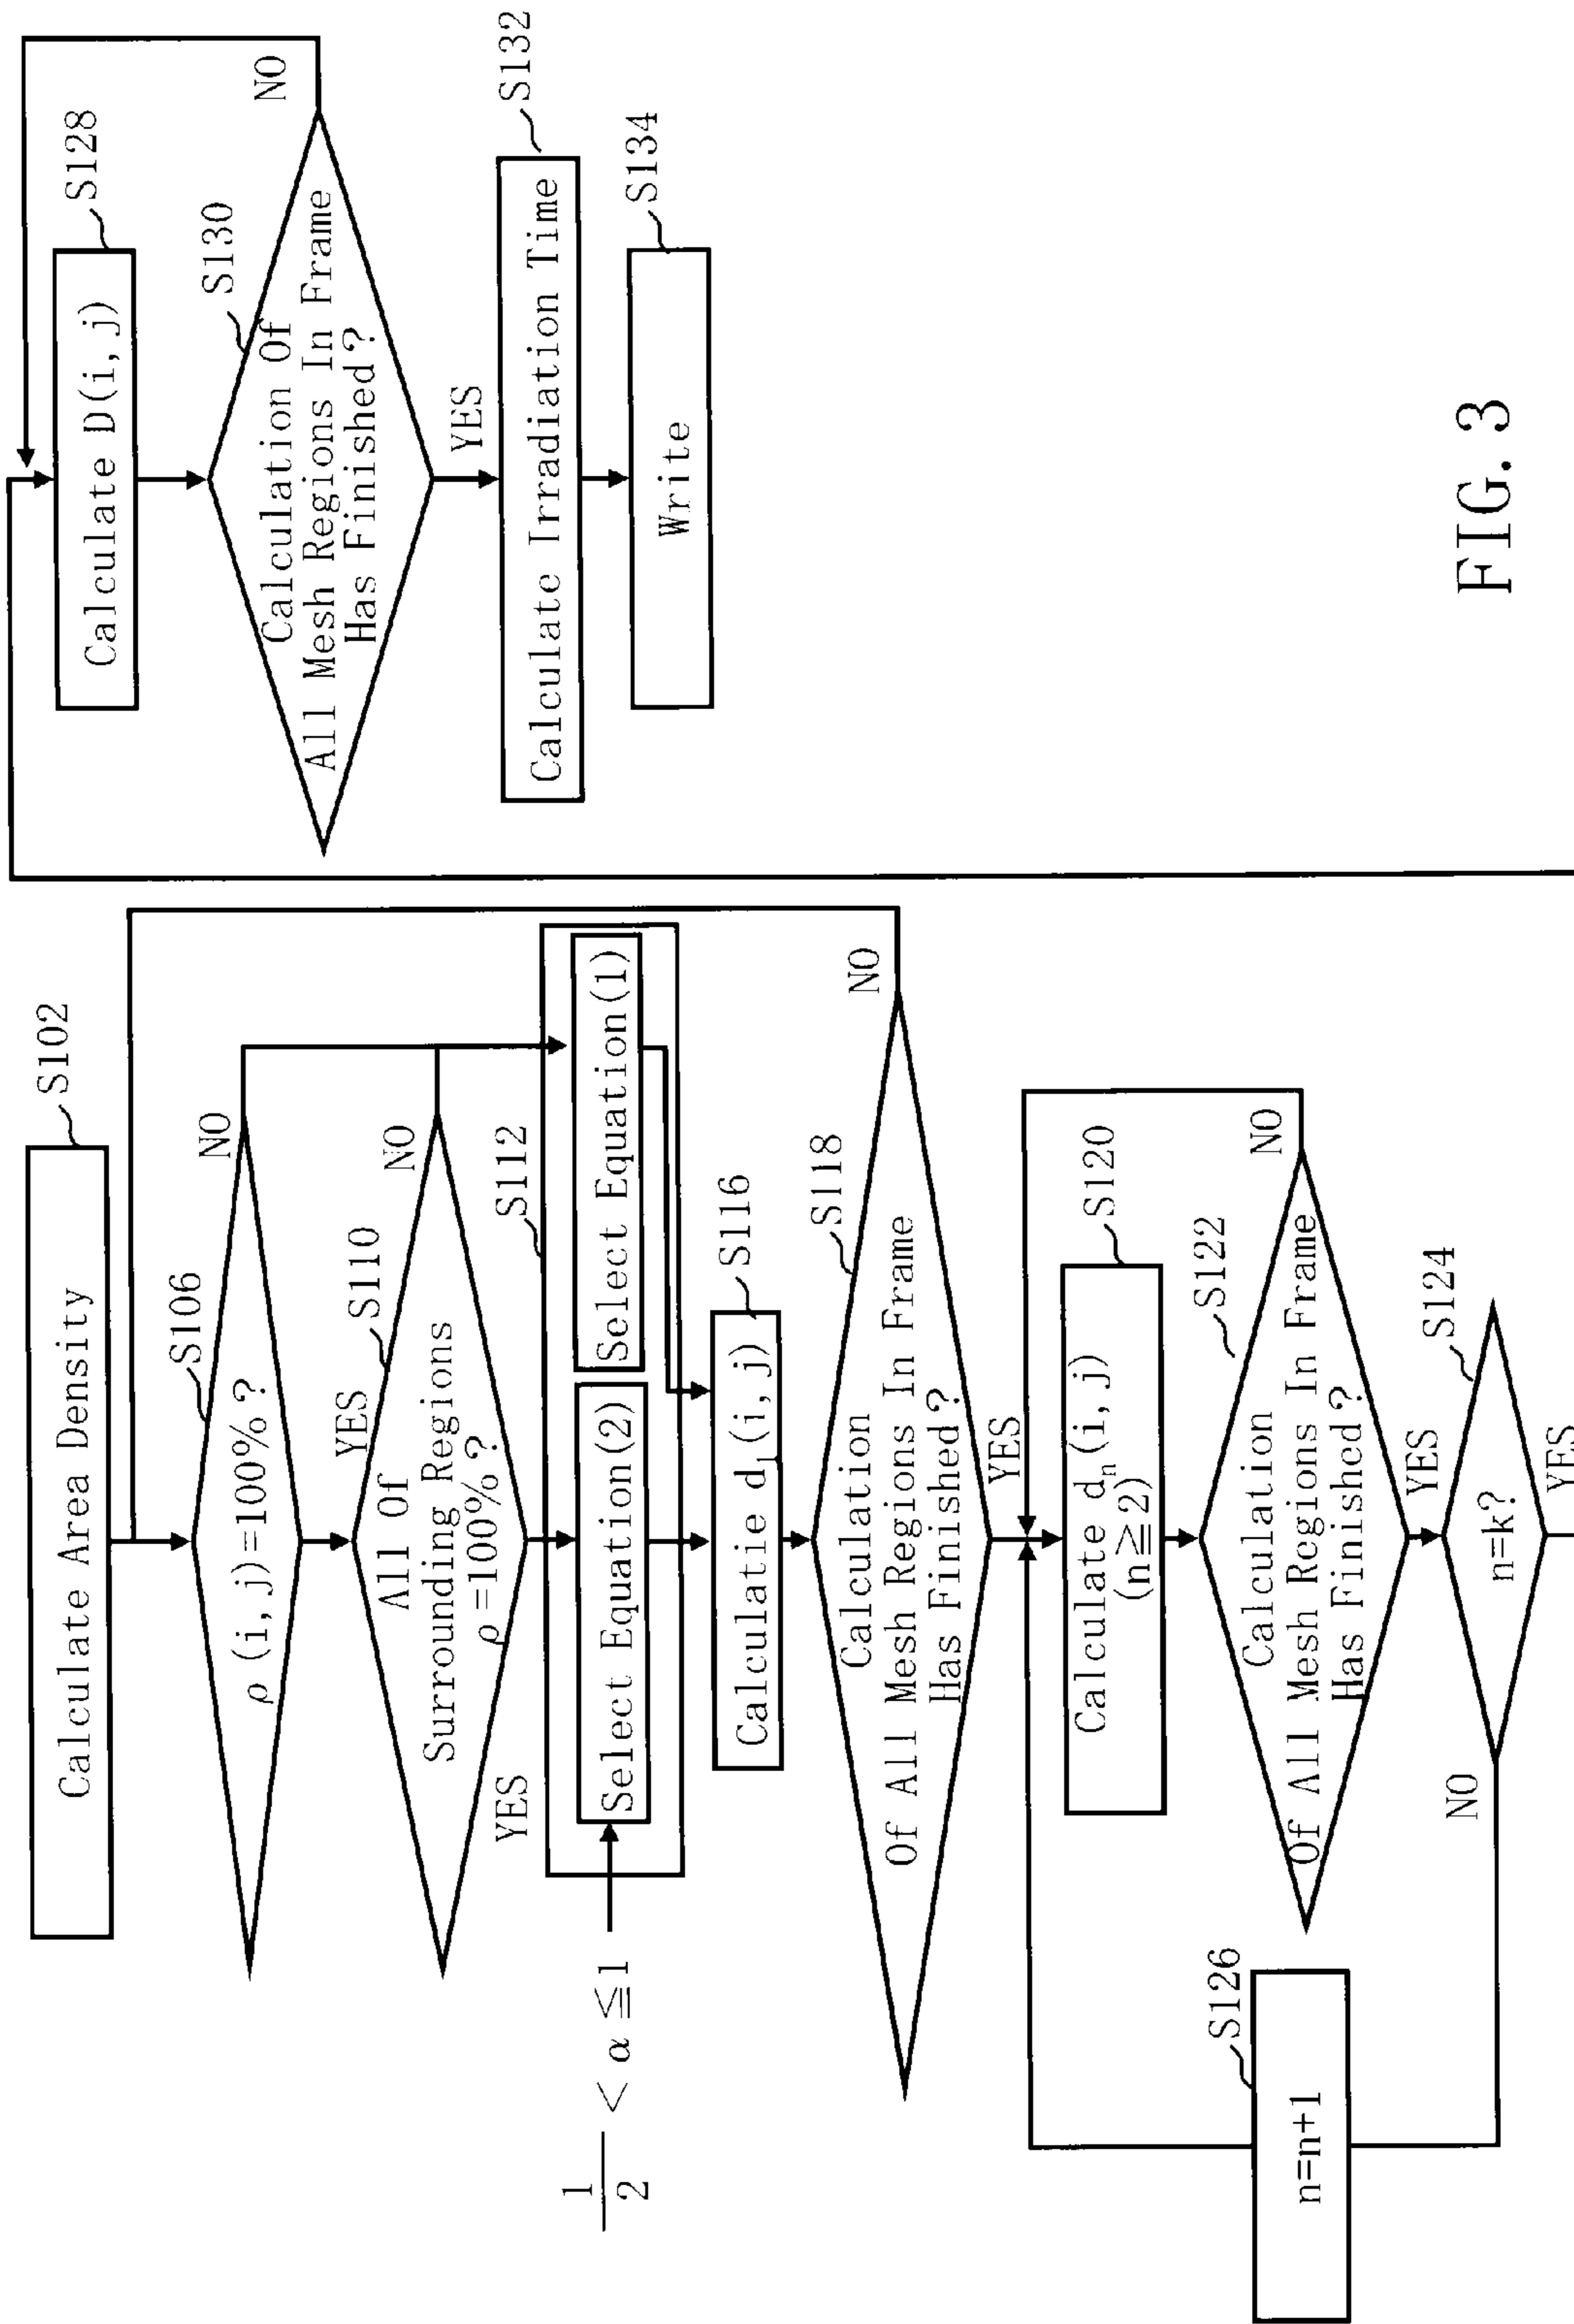 Calculate Area Density
S102
ρ(i,j)=100%?
S106
NO
YES
All Of
Surrounding Regions
ρ=100%?
S110
NO
YES
S112
1/2 < α ≦ 1
Select Equation(2)
Select Equation(1)
Calculatie d₁(i,j)
S116
Calculation
Of All Mesh Regions In Frame
Has Finished?
S118
NO
YES
Calculate dₙ(i,j)
(n≧2)
S120
Calculation
Of All Mesh Regions In Frame
Has Finished?
S122
NO
YES
n=k?
S124
NO
YES
n=n+1
S126
Calculate D(i,j)
S128
Calculation Of
All Mesh Regions In Frame
Has Finished?
S130
NO
YES
Calculate Irradiation Time
S132
Write
S134
FIG. 3